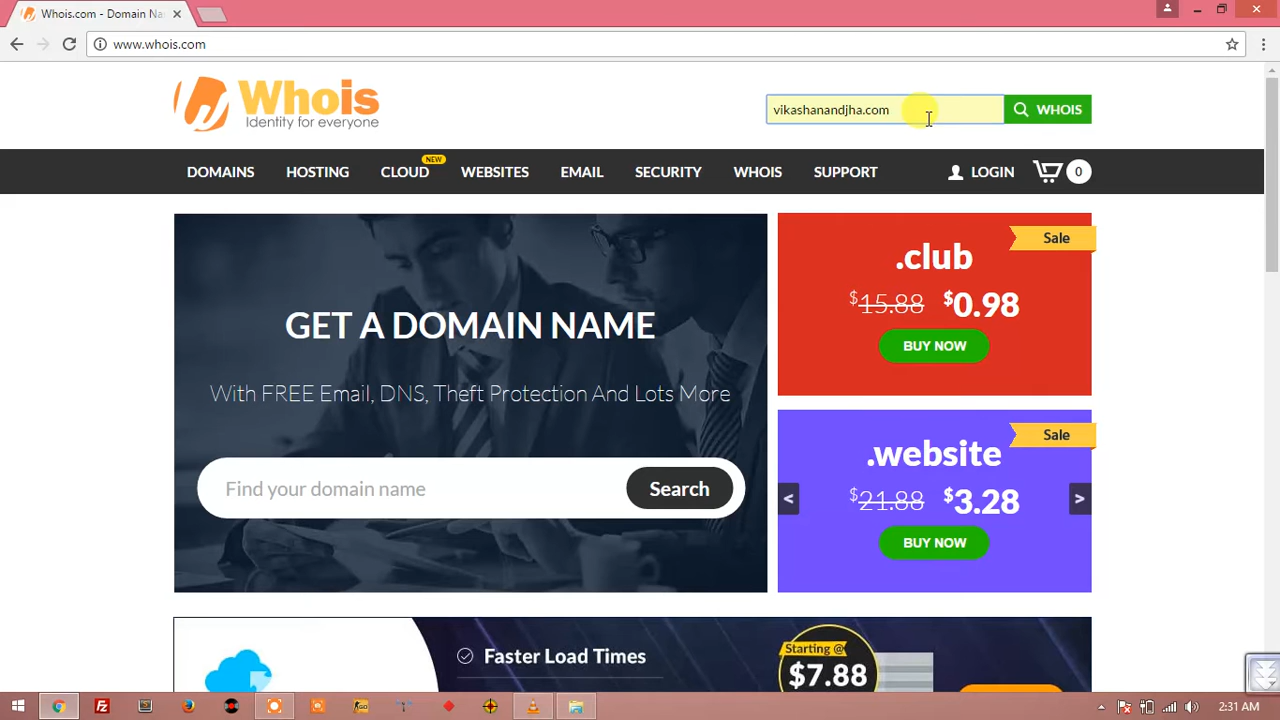 Whois.com - Domain Na
www.whois.com
Whois
Identity for everyone
vikashanandjha.com
WHOIS
DOMAINS HOSTING CLOUD NEW WEBSITES EMAIL SECURITY WHOIS SUPPORT LOGIN 0
GET A DOMAIN NAME
With FREE Email, DNS, Theft Protection And Lots More
Find your domain name
Search
Sale
.club
$15.88 $0.98
BUY NOW
Sale
.website
$21.88 $3.28
< >
BUY NOW
Faster Load Times
Starting @
$7.88
2:31 AM